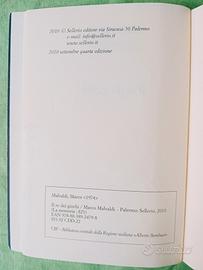 2010 © Sellerio editore via Siracusa 50 Palermo
e-mail: info@sellerio.it
www.sellerio.it
2010 settembre quarta edizione
Malvaldi, Marco <1974>
Il re dei giochi / Marco Malvaldi. - Palermo: Sellerio, 2010.
(La memoria ; 825)
EAN 978-88-389-2479-8
853.92 CDD-22
CIP - Biblioteca centrale della Regione siciliana «Alberto Bombace»